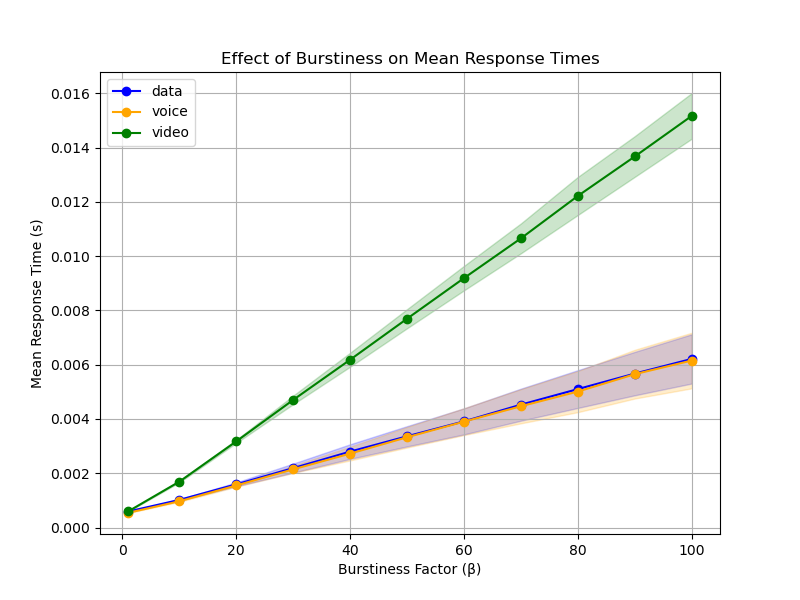 Effect of Burstiness on Mean Response Times
data
voice
video
Mean Response Time (s)
0.016
0.014
0.012
0.010
0.008
0.006
0.004
0.002
0.000
0 20 40 60 80 100
Burstiness Factor (β)